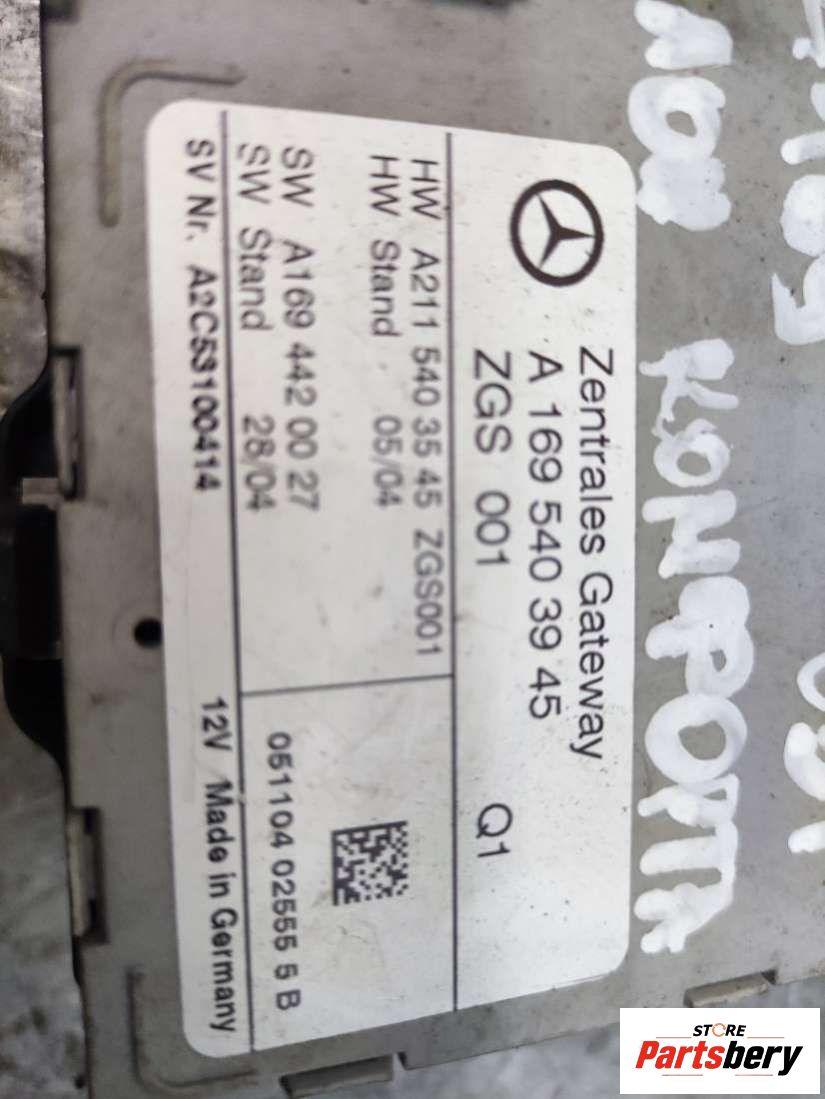 Zentrales Gateway
A 169 540 39 45
ZGS 001 Q1
HW A211 540 35 45 ZGS001
HW Stand 05/04
SW A169 442 00 27
SW Stand 28/04
051104 02555 5 B
SV Nr. A2C53100414 12V Made in Germany
STORE
Partsbery